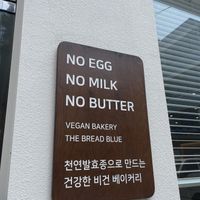 NO EGG
NO MILK
NO BUTTER
VEGAN BAKERY
THE BREAD BLUE
천연발효종으로 만드는
건강한 비건 베이커리